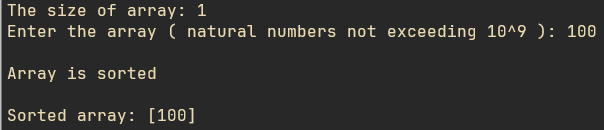 The size of array: 1
Enter the array ( natural numbers not exceeding 10^9 ): 100
Array is sorted
Sorted array: [100]